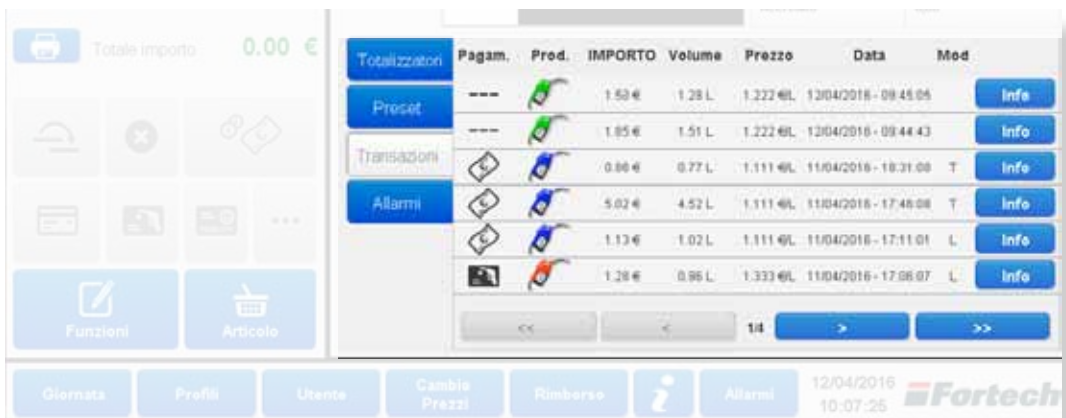 Totale importo 0.00 €
Totalizzatori
Preset
Transazioni
Allarmi
Pagam. Prod. IMPORTO Volume Prezzo Data Mod
--- 1.28 L 1.222 €/L 12/04/2016 - 09:45:05 Info
--- 1.85 € 1.51 L 1.222 €/L 12/04/2016 - 09:44:43 Info
0.86 € 0.77 L 1.111 €/L 11/04/2016 - 18:31:08 T Info
5.02 € 4.52 L 1.111 €/L 11/04/2016 - 17:46:08 T Info
1.13 € 1.02 L 1.111 €/L 11/04/2016 - 17:11:01 L Info
1.28 € 0.96 L 1.333 €/L 11/04/2016 - 17:06:07 L Info
<< < 1/4 > >>
Funzioni
Articolo
Giornata
Profili
Utente
Cambio
Prezzi
Rimborso
i
Allarmi
12/04/2016
10:07:25
Fortech